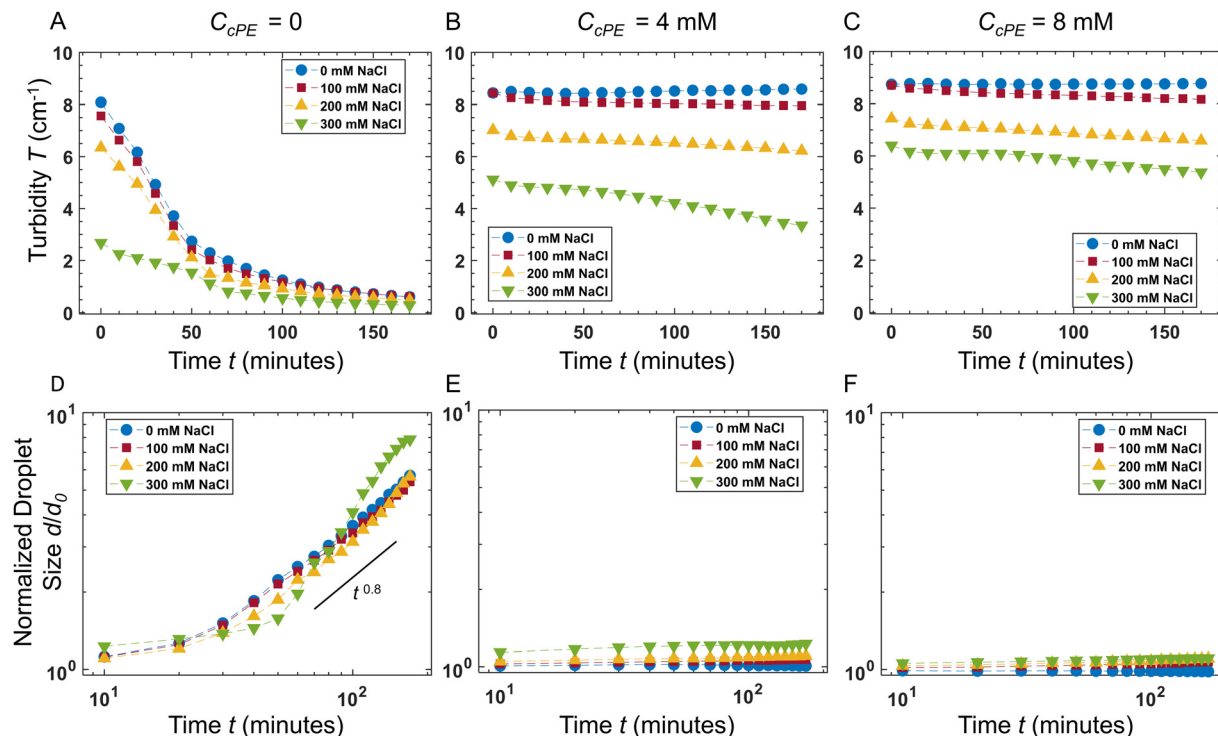 A
C_cPE = 0
B
C_cPE = 4 mM
C
C_cPE = 8 mM
Turbidity T (cm⁻¹)
10
8
6
4
2
0
0 mM NaCl
100 mM NaCl
200 mM NaCl
300 mM NaCl
0
50
100
150
Time t (minutes)
10
8
6
4
2
0
0 mM NaCl
100 mM NaCl
200 mM NaCl
300 mM NaCl
0
50
100
150
Time t (minutes)
10
8
6
4
2
0
0 mM NaCl
100 mM NaCl
200 mM NaCl
300 mM NaCl
0
50
100
150
Time t (minutes)
D
Normalized Droplet
Size d/d₀
10¹
10⁰
0 mM NaCl
100 mM NaCl
200 mM NaCl
300 mM NaCl
t^0.8
10¹
10²
Time t (minutes)
E
10¹
10⁰
0 mM NaCl
100 mM NaCl
200 mM NaCl
300 mM NaCl
10¹
10²
Time t (minutes)
F
10¹
10⁰
0 mM NaCl
100 mM NaCl
200 mM NaCl
300 mM NaCl
10¹
10²
Time t (minutes)